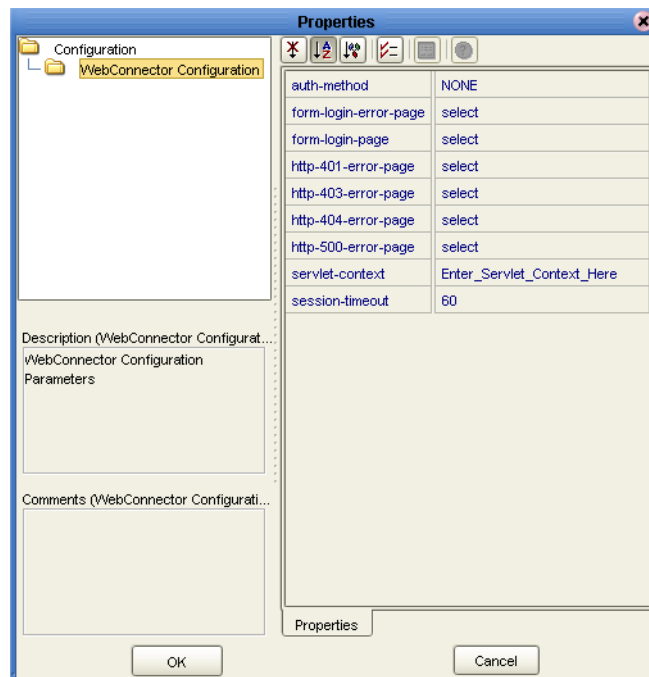 Properties
Configuration
WebConnector Configuration
auth-method NONE
form-login-error-page select
form-login-page select
http-401-error-page select
http-403-error-page select
http-404-error-page select
http-500-error-page select
servlet-context Enter_Servlet_Context_Here
session-timeout 60
Description (WebConnector Configurat...
WebConnector Configuration
Parameters
Comments (WebConnector Configurati...
Properties
OK Cancel